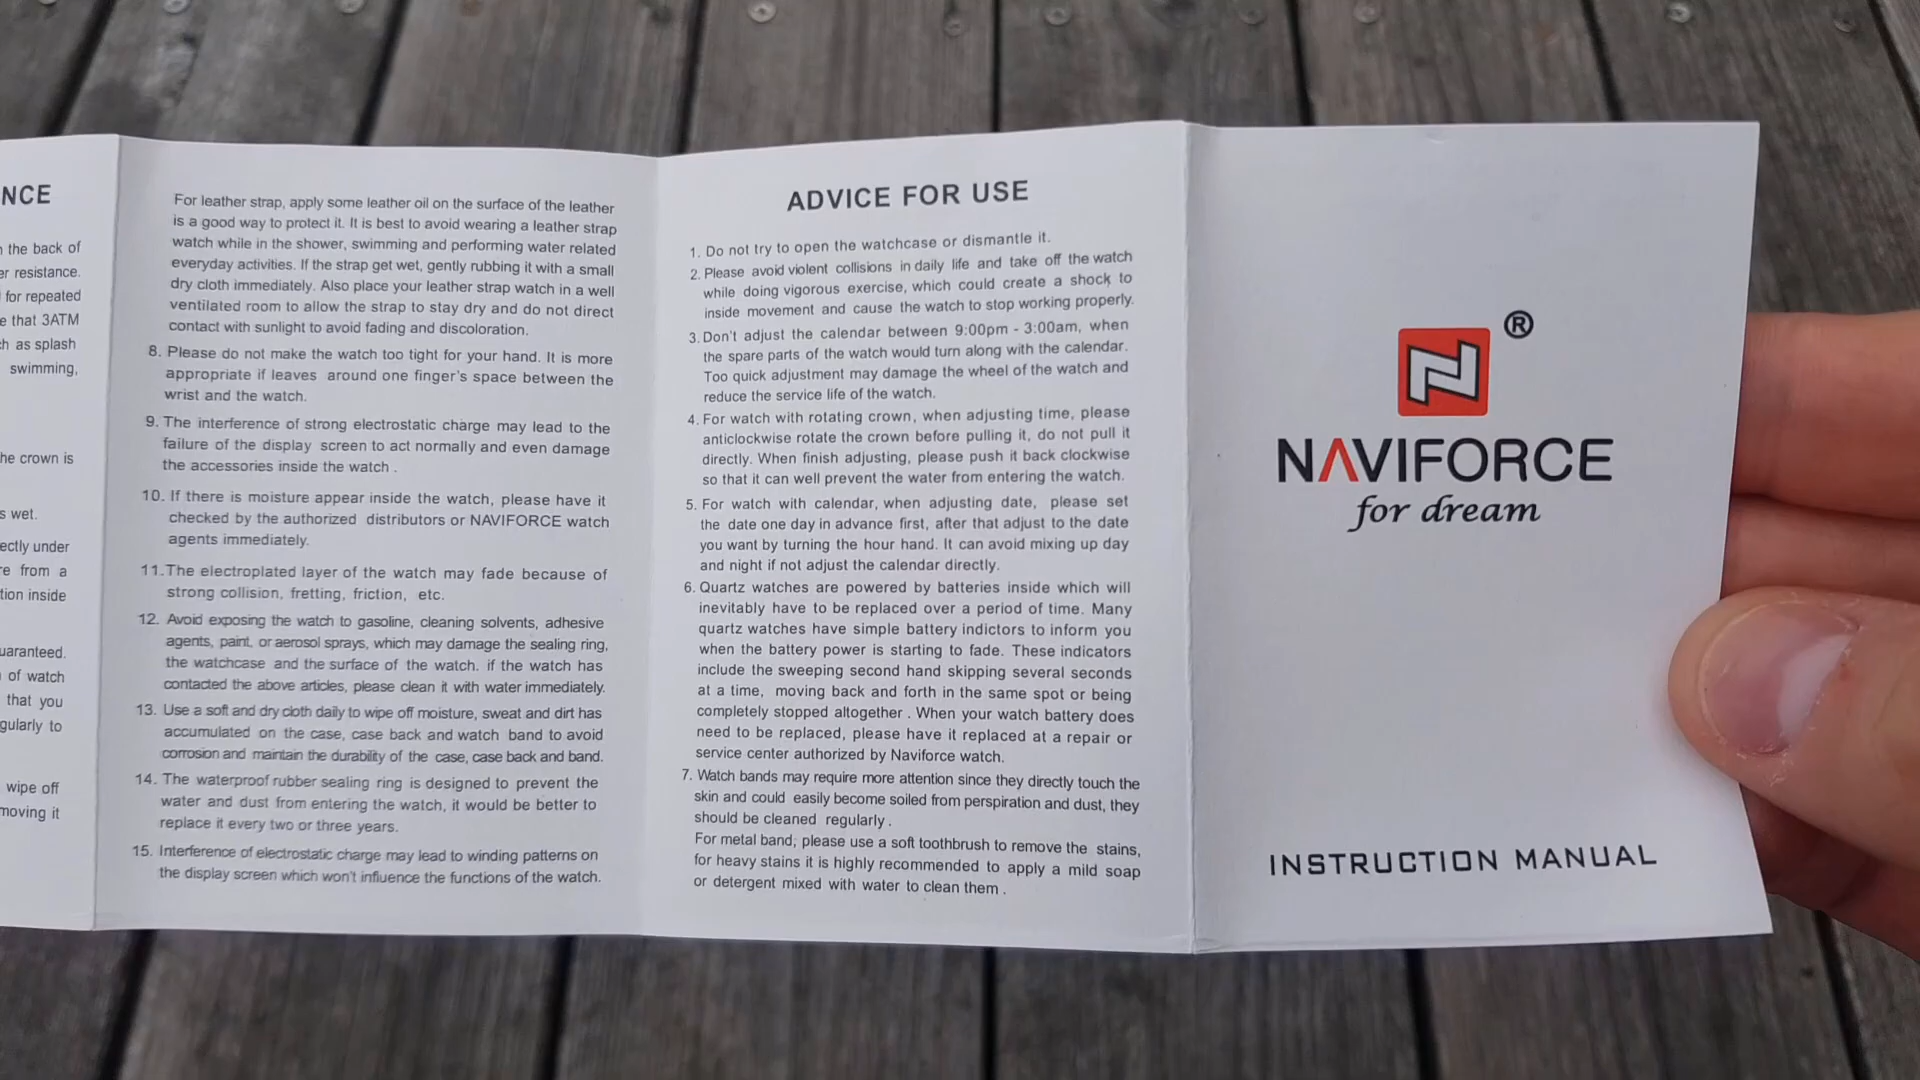 NCE
the back of
er resistance.
for repeated
e that 3ATM
ch as splash
swimming,
he crown is
s wet.
ectly under
re from a
tion inside
uaranteed.
of watch
that you
gularly to
wipe off
moving it
For leather strap, apply some leather oil on the surface of the leather
is a good way to protect it. It is best to avoid wearing a leather strap
watch while in the shower, swimming and performing water related
everyday activities. If the strap get wet, gently rubbing it with a small
dry cloth immediately. Also place your leather strap watch in a well
ventilated room to allow the strap to stay dry and do not direct
contact with sunlight to avoid fading and discoloration.
8. Please do not make the watch too tight for your hand. It is more
appropriate if leaves around one finger's space between the
wrist and the watch.
9. The interference of strong electrostatic charge may lead to the
failure of the display screen to act normally and even damage
the accessories inside the watch .
10. If there is moisture appear inside the watch, please have it
checked by the authorized distributors or NAVIFORCE watch
agents immediately.
11.The electroplated layer of the watch may fade because of
strong collision, fretting, friction, etc.
12. Avoid exposing the watch to gasoline, cleaning solvents, adhesive
agents, paint, or aerosol sprays, which may damage the sealing ring,
the watchcase and the surface of the watch. if the watch has
contacted the above articles, please clean it with water immediately.
13. Use a soft and dry cloth daily to wipe off moisture, sweat and dirt has
accumulated on the case, case back and watch band to avoid
corrosion and maintain the durability of the case, case back and band.
14. The waterproof rubber sealing ring is designed to prevent the
water and dust from entering the watch, it would be better to
replace it every two or three years.
15. Interference of electrostatic charge may lead to winding patterns on
the display screen which won't influence the functions of the watch.
ADVICE FOR USE
1. Do not try to open the watchcase or dismantle it.
2. Please avoid violent collisions in daily life and take off the watch
while doing vigorous exercise, which could create a shock to
inside movement and cause the watch to stop working properly.
3. Don't adjust the calendar between 9:00pm - 3:00am, when
the spare parts of the watch would turn along with the calendar.
Too quick adjustment may damage the wheel of the watch and
reduce the service life of the watch.
4. For watch with rotating crown, when adjusting time, please
anticlockwise rotate the crown before pulling it, do not pull it
directly. When finish adjusting, please push it back clockwise
so that it can well prevent the water from entering the watch.
5. For watch with calendar, when adjusting date, please set
the date one day in advance first, after that adjust to the date
you want by turning the hour hand. It can avoid mixing up day
and night if not adjust the calendar directly.
6. Quartz watches are powered by batteries inside which will
inevitably have to be replaced over a period of time. Many
quartz watches have simple battery indictors to inform you
when the battery power is starting to fade. These indicators
include the sweeping second hand skipping several seconds
at a time, moving back and forth in the same spot or being
completely stopped altogether . When your watch battery does
need to be replaced, please have it replaced at a repair or
service center authorized by Naviforce watch.
7. Watch bands may require more attention since they directly touch the
skin and could easily become soiled from perspiration and dust, they
should be cleaned regularly .
For metal band, please use a soft toothbrush to remove the stains,
for heavy stains it is highly recommended to apply a mild soap
or detergent mixed with water to clean them .
®
NAVIFORCE
for dream
INSTRUCTION MANUAL